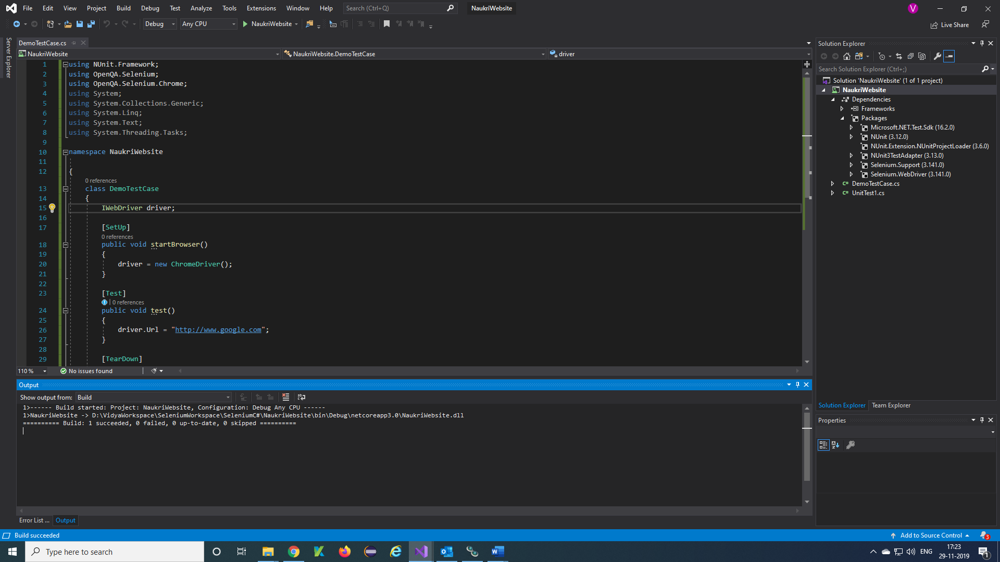 File Edit View Project Build Debug Test Analyze Tools Extensions Window Help Search (Ctrl+Q) NaukriWebsite V
Debug Any CPU NaukriWebsite Live Share
Server Explorer
DemoTestCase.cs
NaukriWebsite NaukriWebsite.DemoTestCase driver
1 using NUnit.Framework;
2 using OpenQA.Selenium;
3 using OpenQA.Selenium.Chrome;
4 using System;
5 using System.Collections.Generic;
6 using System.Linq;
7 using System.Text;
8 using System.Threading.Tasks;
9
10 namespace NaukriWebsite
11
12 {
0 references
13 class DemoTestCase
14 {
15 IWebDriver driver;
16
17 [SetUp]
0 references
18 public void startBrowser()
19 {
20 driver = new ChromeDriver();
21 }
22
23 [Test]
0 references
24 public void test()
25 {
26 driver.Url = "http://www.google.com";
27 }
28
29 [TearDown]
110 % No issues found
Output
Show output from: Build
1>------ Build started: Project: NaukriWebsite, Configuration: Debug Any CPU ------
1>NaukriWebsite -> D:\VidyaWorkspace\SeleniumWorkspace\SeleniumC#\NaukriWebsite\bin\Debug\netcoreapp3.0\NaukriWebsite.dll
========== Build: 1 succeeded, 0 failed, 0 up-to-date, 0 skipped ==========
Error List ... Output
Solution Explorer
Search Solution Explorer (Ctrl+;)
Solution 'NaukriWebsite' (1 of 1 project)
NaukriWebsite
Dependencies
Frameworks
Packages
Microsoft.NET.Test.Sdk (16.2.0)
NUnit (3.12.0)
NUnit.Extension.NUnitProjectLoader (3.6.0)
NUnit3TestAdapter (3.13.0)
Selenium.Support (3.141.0)
Selenium.WebDriver (3.141.0)
C# DemoTestCase.cs
C# UnitTest1.cs
Solution Explorer Team Explorer
Properties
Build succeeded Add to Source Control 3
Type here to search ENG 17:23
29-11-2019 1